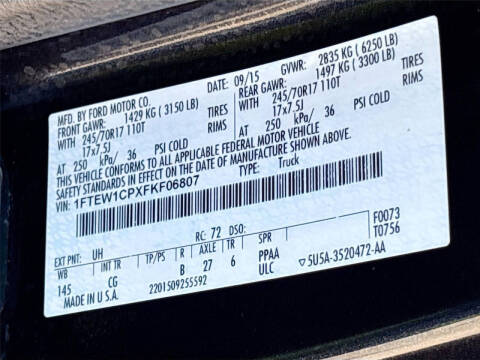 MFD. BY FORD MOTOR CO.
DATE: 09/15 GVWR: 2835 KG (6250 LB)
FRONT GAWR: 1429 KG (3150 LB) REAR GAWR: 1497 KG (3300 LB)
WITH 245/70R17 110T TIRES WITH 245/70R17 110T TIRES
17x7.5J RIMS 17x7.5J RIMS
AT 250 kPa/ 36 PSI COLD AT 250 kPa/ 36 PSI COLD
THIS VEHICLE CONFORMS TO ALL APPLICABLE FEDERAL MOTOR VEHICLE
SAFETY STANDARDS IN EFFECT ON THE DATE OF MANUFACTURE SHOWN ABOVE.
VIN: 1FTEW1CPXFKF06807 TYPE: Truck
F0073
T0756
EXT PNT: UH RC: 72 DSO:
WB INT TR TP/PS R AXLE TR SPR
145 CG B 27 6 PPAA
ULC ▽5U5A-3520472-AA
MADE IN U.S.A. 2201509255592